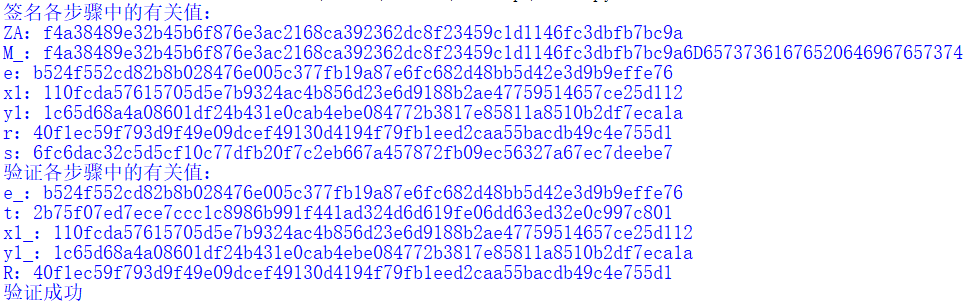 签名各步骤中的有关值：
ZA: f4a38489e32b45b6f876e3ac2168ca392362dc8f23459c1d1146fc3dbfb7bc9a
M_: f4a38489e32b45b6f876e3ac2168ca392362dc8f23459c1d1146fc3dbfb7bc9a6D65737361676520646967657374
e: b524f552cd82b8b028476e005c377fb19a87e6fc682d48bb5d42e3d9b9effe76
x1: 110fcda57615705d5e7b9324ac4b856d23e6d9188b2ae47759514657ce25d112
y1: 1c65d68a4a08601df24b431e0cab4ebe084772b3817e85811a8510b2df7eca1a
r: 40f1ec59f793d9f49e09dcef49130d4194f79fb1eed2caa55bacdb49c4e755d1
s: 6fc6dac32c5d5cf10c77dfb20f7c2eb667a457872fb09ec56327a67ec7deebe7
验证各步骤中的有关值：
e_: b524f552cd82b8b028476e005c377fb19a87e6fc682d48bb5d42e3d9b9effe76
t: 2b75f07ed7ece7ccc1c8986b991f441ad324d6d619fe06dd63ed32e0c997c801
x1_: 110fcda57615705d5e7b9324ac4b856d23e6d9188b2ae47759514657ce25d112
y1_: 1c65d68a4a08601df24b431e0cab4ebe084772b3817e85811a8510b2df7eca1a
R: 40f1ec59f793d9f49e09dcef49130d4194f79fb1eed2caa55bacdb49c4e755d1
验证成功